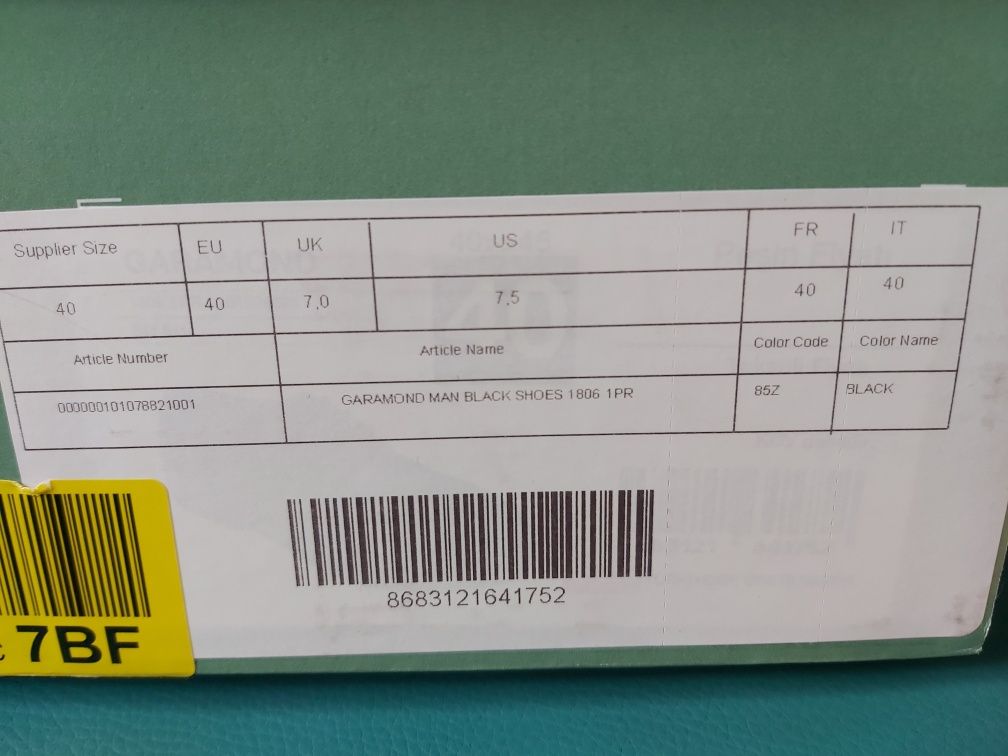 Supplier Size EU UK US FR IT
40 40 7,0 7,5 40 40
Article Number Article Name Color Code Color Name
000000101078821001 GARAMOND MAN BLACK SHOES 1806 1PR 85Z BLACK
8683121641752
7BF